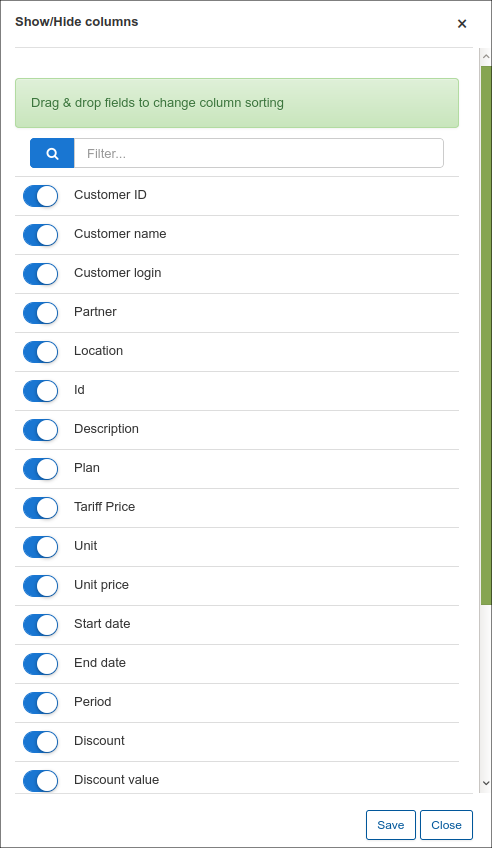 Show/Hide columns
×
Drag & drop fields to change column sorting
Filter...
Customer ID
Customer name
Customer login
Partner
Location
Id
Description
Plan
Tariff Price
Unit
Unit price
Start date
End date
Period
Discount
Discount value
Save Close